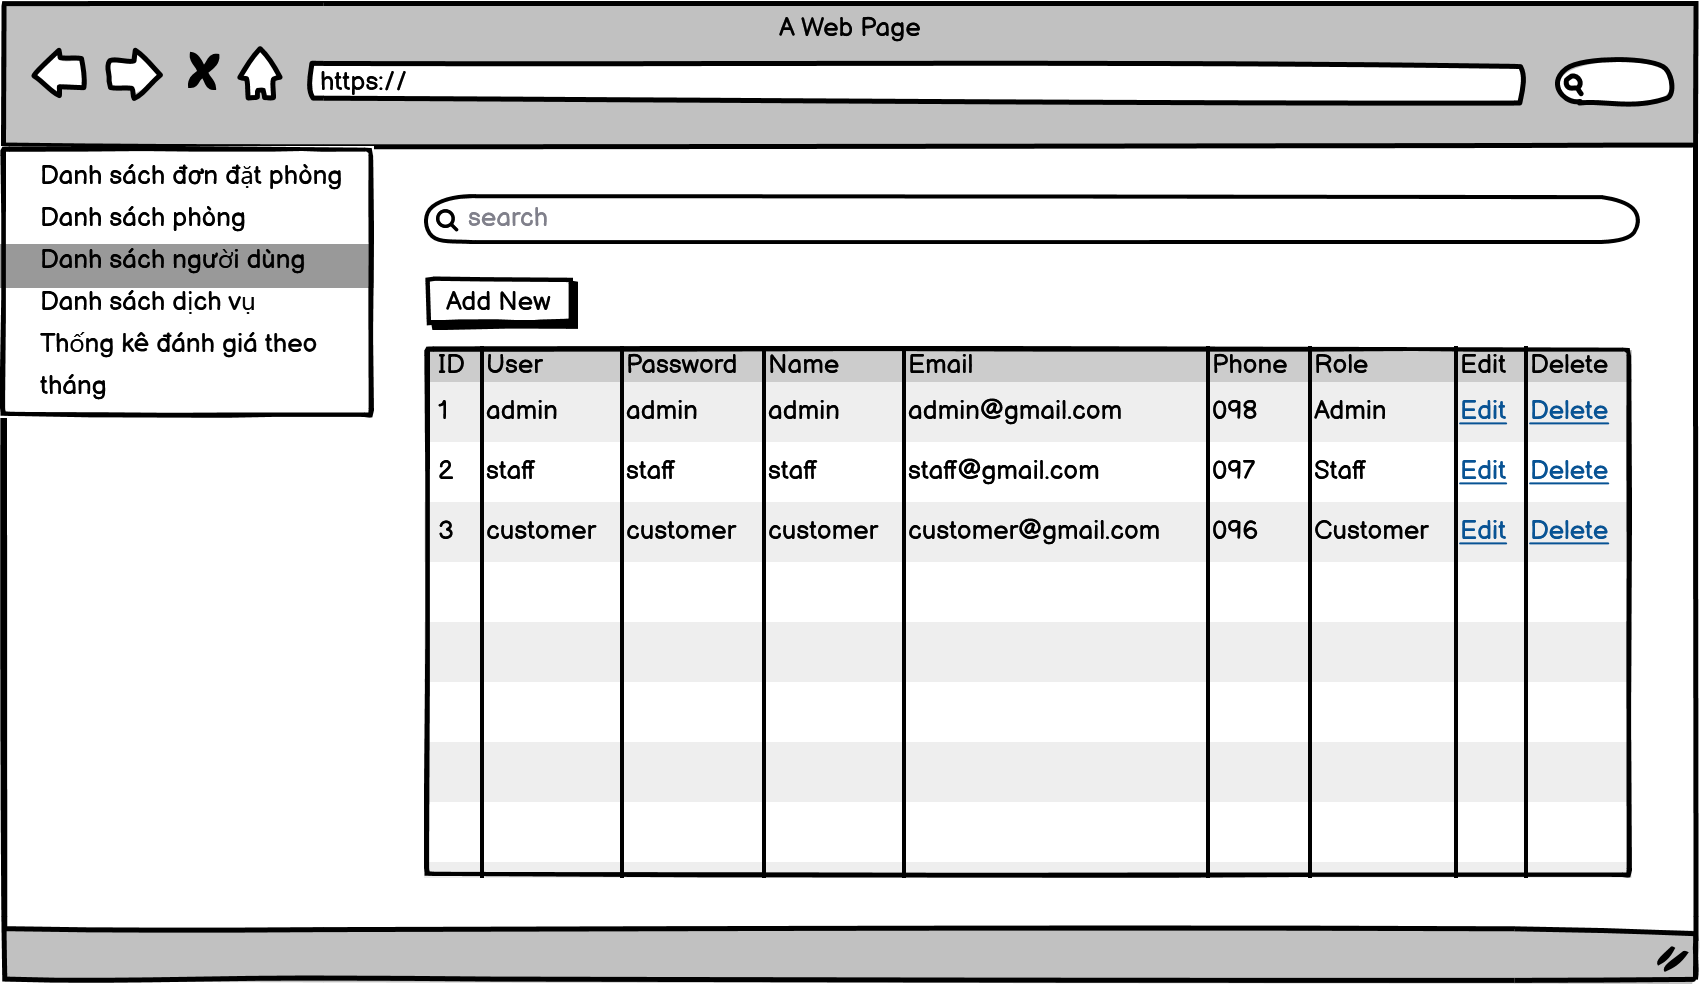 A Web Page
https://
Danh sách đơn đặt phòng
Danh sách phòng
Danh sách người dùng
Danh sách dịch vụ
Thống kê đánh giá theo
tháng
search
Add New
ID User Password Name Email Phone Role Edit Delete
1 admin admin admin admin@gmail.com 098 Admin Edit Delete
2 staff staff staff staff@gmail.com 097 Staff Edit Delete
3 customer customer customer customer@gmail.com 096 Customer Edit Delete